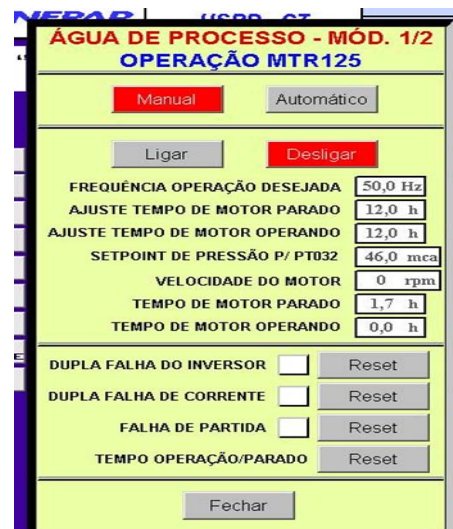 ÁGUA DE PROCESSO - MÓD. 1/2
OPERAÇÃO MTR125
Manual Automático
Ligar Desligar
FREQUÊNCIA OPERAÇÃO DESEJADA 50,0 Hz
AJUSTE TEMPO DE MOTOR PARADO 12,0 h
AJUSTE TEMPO DE MOTOR OPERANDO 12,0 h
SETPOINT DE PRESSÃO P/ PT032 46,0 mca
VELOCIDADE DO MOTOR 0 rpm
TEMPO DE MOTOR PARADO 1,7 h
TEMPO DE MOTOR OPERANDO 0,0 h
DUPLA FALHA DO INVERSOR Reset
DUPLA FALHA DE CORRENTE Reset
FALHA DE PARTIDA Reset
TEMPO OPERAÇÃO/PARADO Reset
Fechar